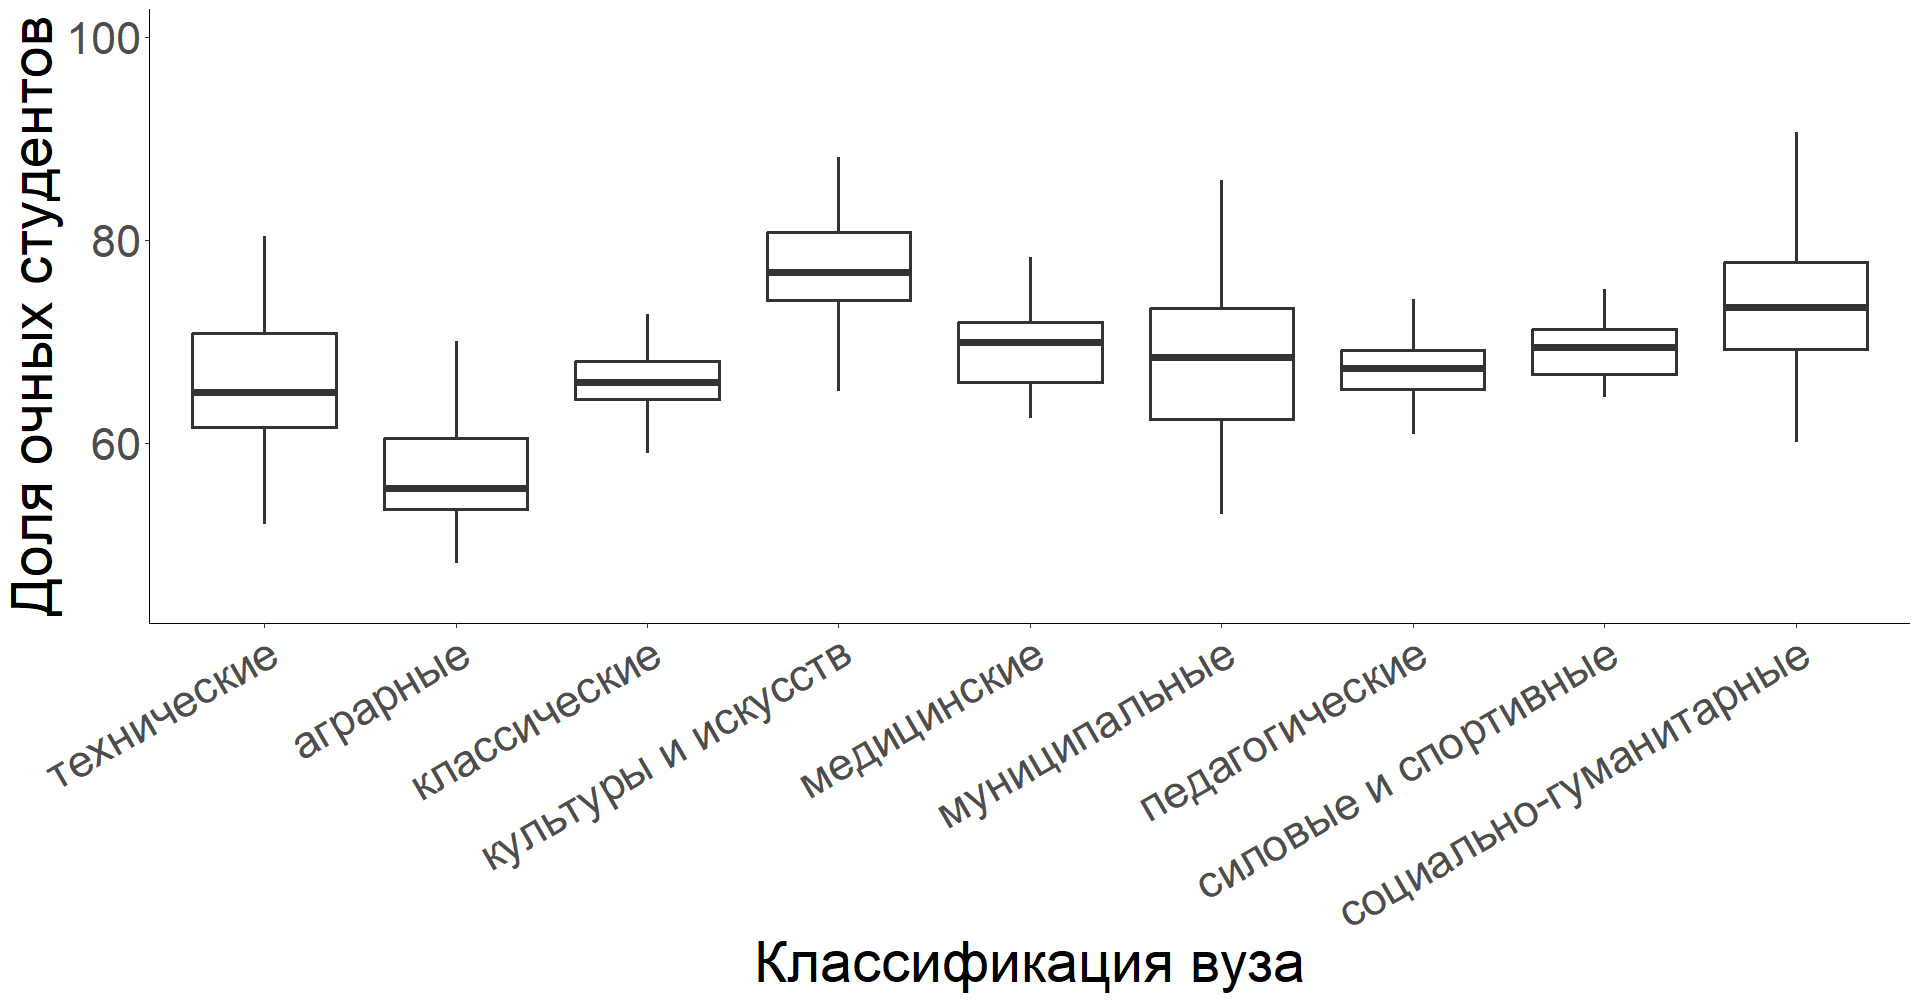 Доля очных студентов
100
80
60
технические
аграрные
классические
культуры и искусств
медицинские
муниципальные
педагогические
силовые и спортивные
социально-гуманитарные
Классификация вуза